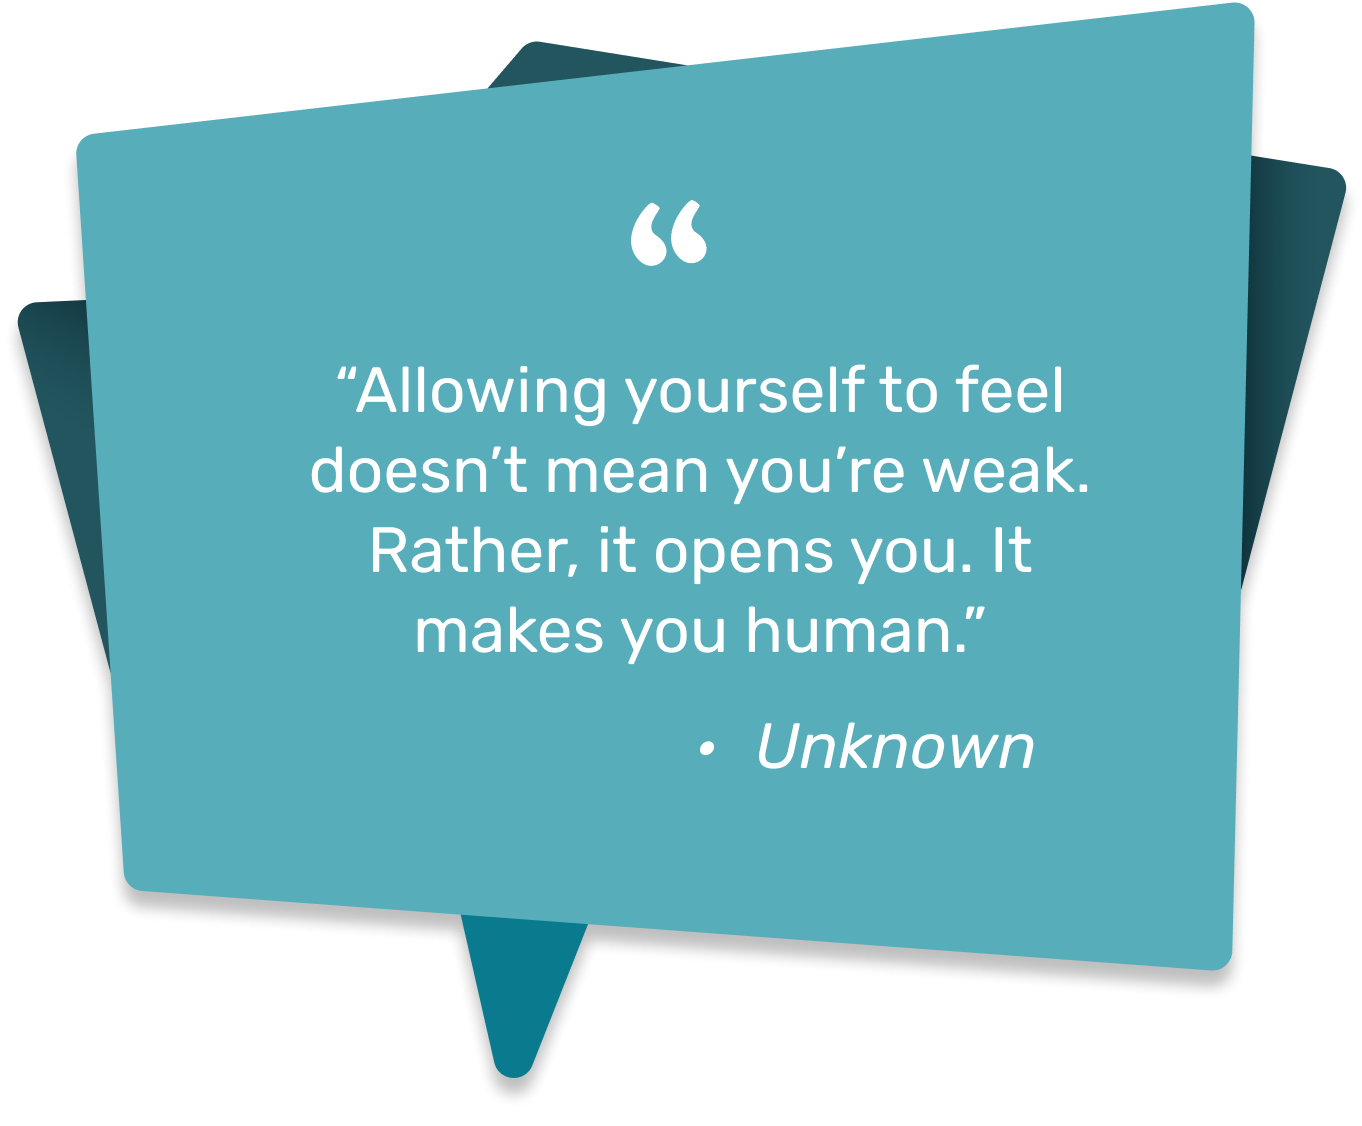 “
“Allowing yourself to feel
doesn’t mean you’re weak.
Rather, it opens you. It
makes you human.”
• Unknown